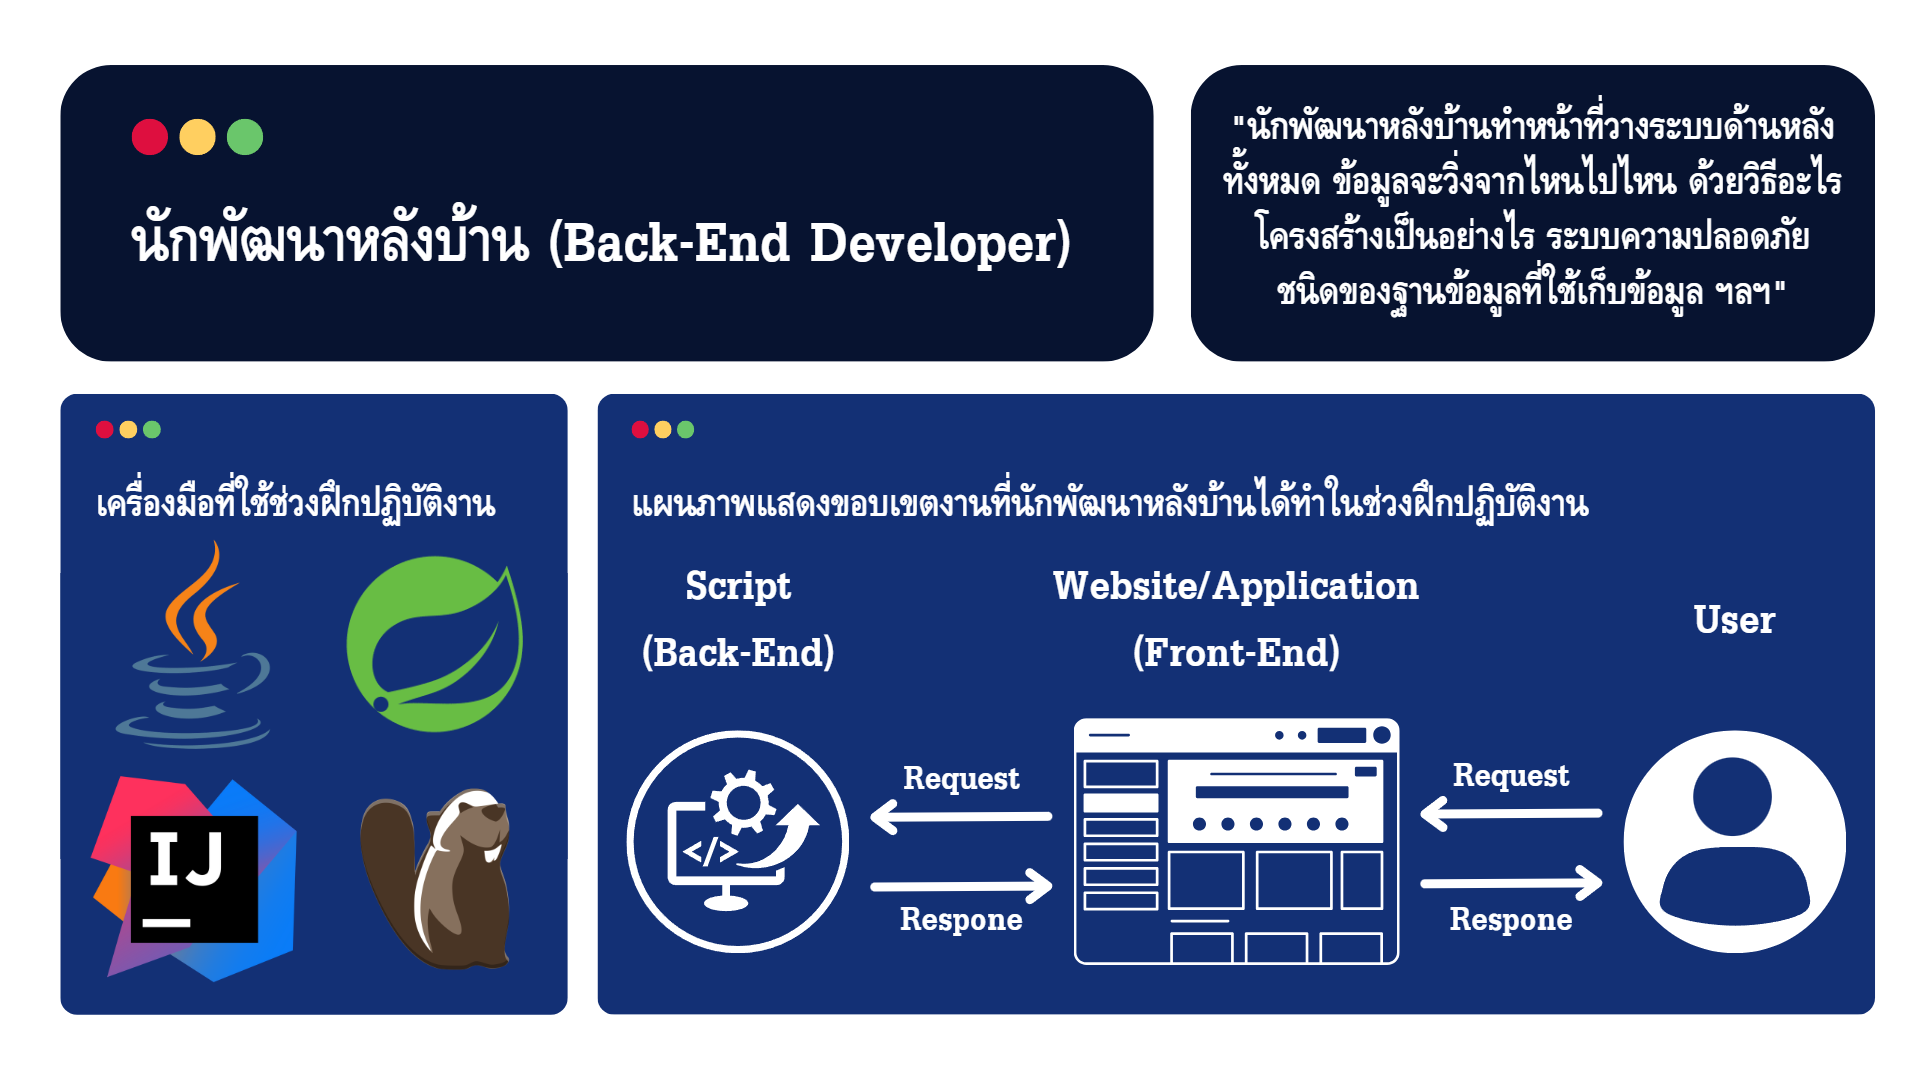 นักพัฒนาหลังบ้าน (Back-End Developer)
"นักพัฒนาหลังบ้านทำหน้าที่วางระบบด้านหลัง
ทั้งหมด ข้อมูลจะวิ่งจากไหนไปไหน ด้วยวิธีอะไร
โครงสร้างเป็นอย่างไร ระบบความปลอดภัย
ชนิดของฐานข้อมูลที่ใช้เก็บข้อมูล ฯลฯ"
เครื่องมือที่ใช้ช่วงฝึกปฏิบัติงาน
IJ
แผนภาพแสดงขอบเขตงานที่นักพัฒนาหลังบ้านได้ทำในช่วงฝึกปฏิบัติงาน
Script
(Back-End)
Website/Application
(Front-End)
User
</>
Request
Respone
Request
Respone